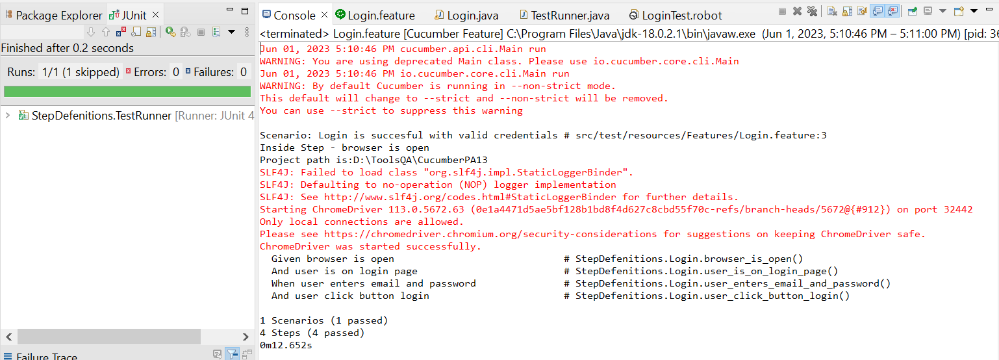 Package Explorer JUnit
Finished after 0.2 seconds
Runs: 1/1 (1 skipped) Errors: 0 Failures: 0
StepDefenitions.TestRunner [Runner: JUnit 4
Failure Trace
Console Login.feature Login.java TestRunner.java LoginTest.robot
<terminated> Login.feature [Cucumber Feature] C:\Program Files\Java\jdk-18.0.2.1\bin\javaw.exe (Jun 1, 2023, 5:10:46 PM – 5:11:00 PM) [pid: 36
Jun 01, 2023 5:10:46 PM cucumber.api.cli.Main run
WARNING: You are using deprecated Main class. Please use io.cucumber.core.cli.Main
Jun 01, 2023 5:10:46 PM io.cucumber.core.cli.Main run
WARNING: By default Cucumber is running in --non-strict mode.
This default will change to --strict and --non-strict will be removed.
You can use --strict to suppress this warning
Scenario: Login is succesful with valid credentials # src/test/resources/Features/Login.feature:3
Inside Step - browser is open
Project path is:D:\ToolsQA\CucumberPA13
SLF4J: Failed to load class "org.slf4j.impl.StaticLoggerBinder".
SLF4J: Defaulting to no-operation (NOP) logger implementation
SLF4J: See http://www.slf4j.org/codes.html#StaticLoggerBinder for further details.
Starting ChromeDriver 113.0.5672.63 (0e1a4471d5ae5bf128b1bd8f4d627c8cbd55f70c-refs/branch-heads/5672@{#912}) on port 32442
Only local connections are allowed.
Please see https://chromedriver.chromium.org/security-considerations for suggestions on keeping ChromeDriver safe.
ChromeDriver was started successfully.
Given browser is open # StepDefenitions.Login.browser_is_open()
And user is on login page # StepDefenitions.Login.user_is_on_login_page()
When user enters email and password # StepDefenitions.Login.user_enters_email_and_password()
And user click button login # StepDefenitions.Login.user_click_button_login()
1 Scenarios (1 passed)
4 Steps (4 passed)
0m12.652s